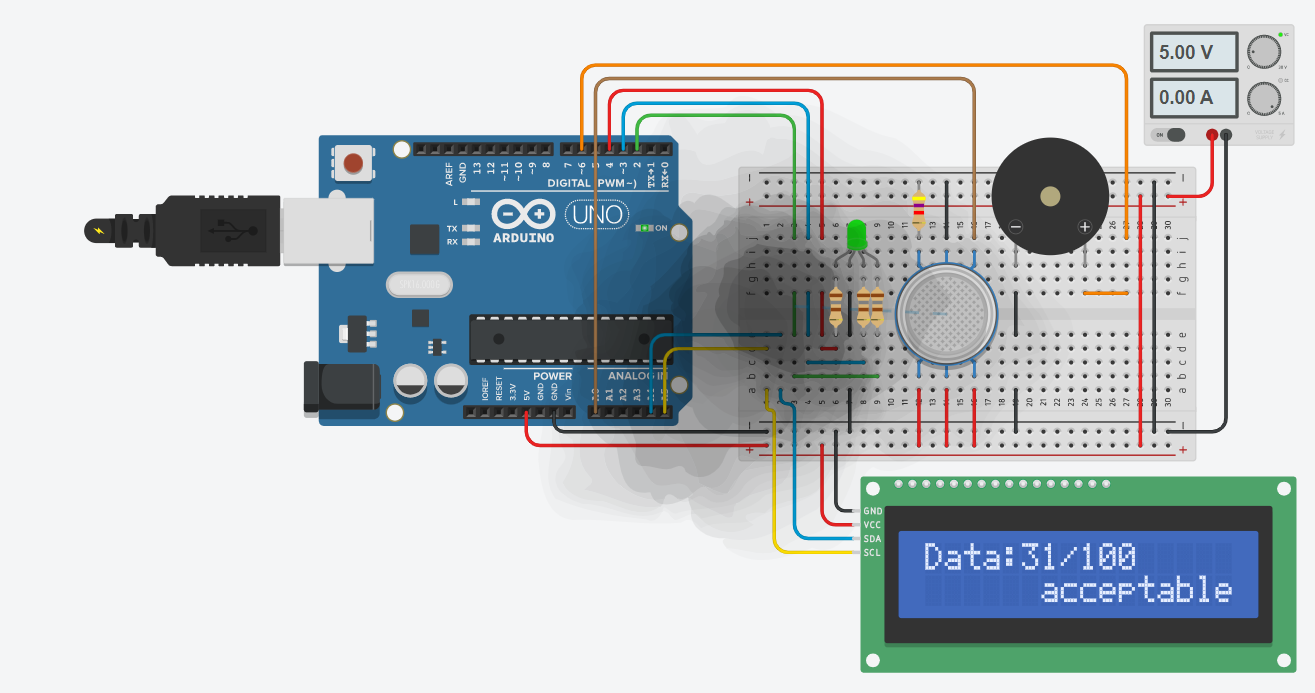 5.00 V
0.00 A
ON
AREF
GND
13
12
~11
~10
~9
8
7
~6
~5
4
~3
2
TX→1
RX←0
DIGITAL (PWM~)
L
TX
RX
UNO
ON
ARDUINO
POWER
ANALOG IN
IOREF
RESET
3.3V
5V
GND
GND
Vin
A0
A1
A2
A3
GND
VCC
SDA
SCL
Data:31/100
acceptable